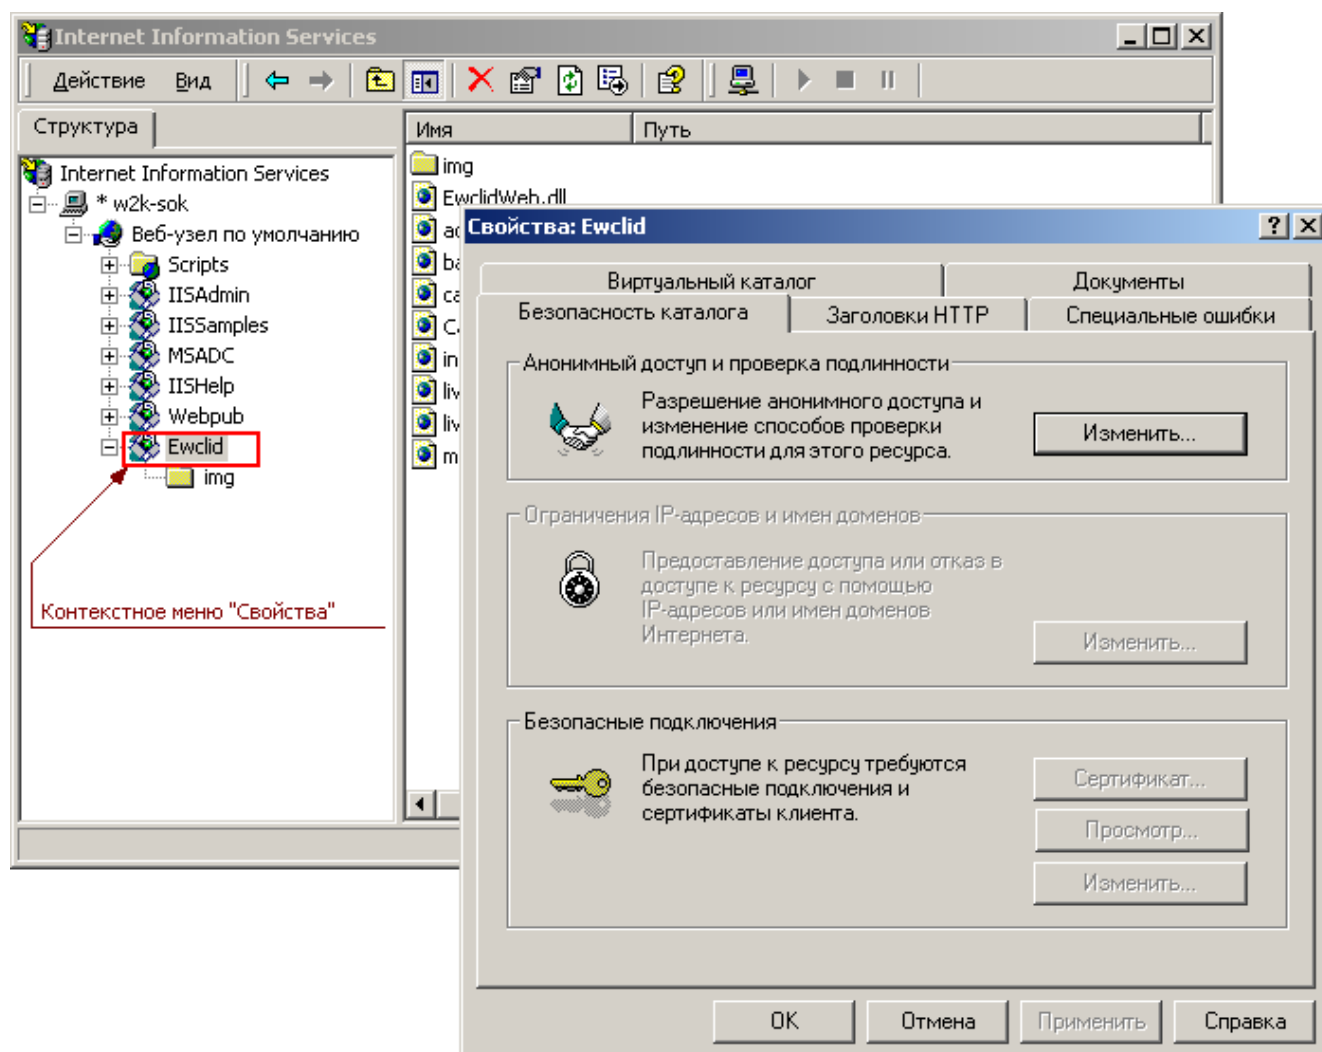 Internet Information Services
Действие Вид
Структура
Имя Путь
Internet Information Services
* w2k-sok
Веб-узел по умолчанию
Scripts
IISAdmin
IISSamples
MSADC
IISHelp
Webpub
Ewclid
img
Контекстное меню "Свойства"
img
EwclidWeb.dll
Свойства: Ewclid
Виртуальный каталог Документы
Безопасность каталога Заголовки HTTP Специальные ошибки
Анонимный доступ и проверка подлинности
Разрешение анонимного доступа и
изменение способов проверки
подлинности для этого ресурса.
Изменить...
Ограничения IP-адресов и имен доменов
Предоставление доступа или отказ в
доступе к ресурсу с помощью
IP-адресов или имен доменов
Интернета.
Изменить...
Безопасные подключения
При доступе к ресурсу требуются
безопасные подключения и
сертификаты клиента.
Сертификат...
Просмотр...
Изменить...
OK Отмена Применить Справка